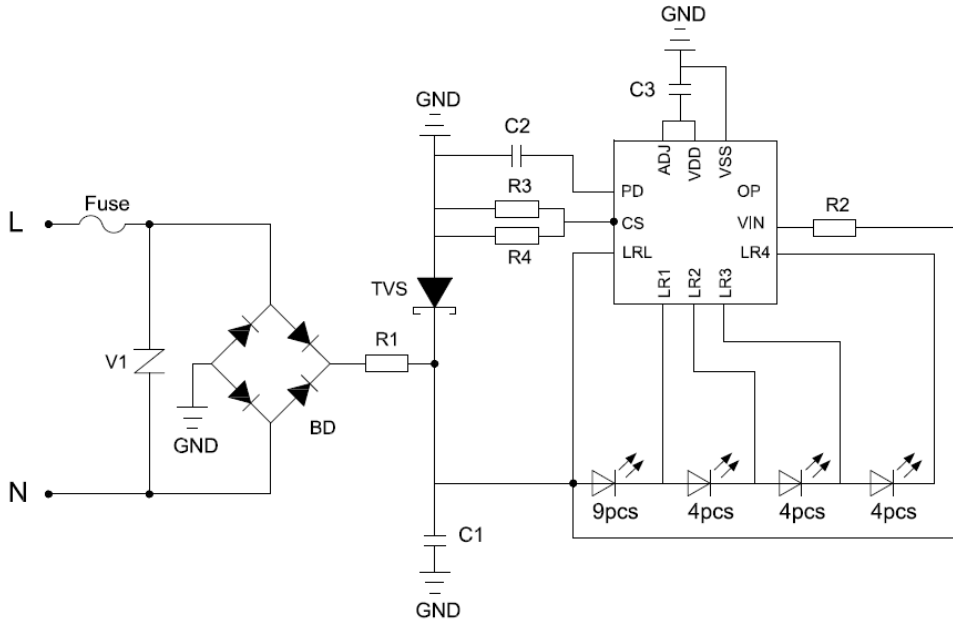 GND
C3
GND
C2
ADJ
VDD
VSS
R3
PD
OP
Fuse
L
CS
VIN
R2
R4
LRL
LR4
TVS
LR1
LR2
LR3
R1
V1
GND
BD
N
9pcs
4pcs
4pcs
4pcs
C1
GND